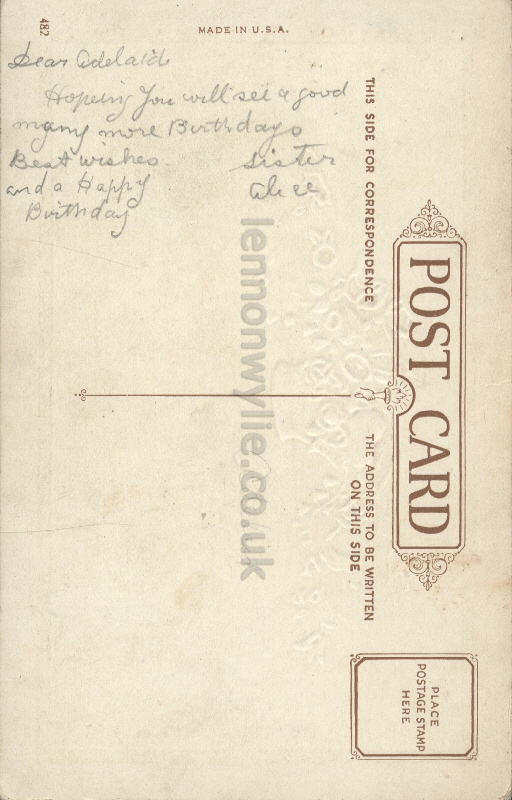 482
MADE IN U.S.A.
Dear Adelaide
Hopeing You will see a good
many more Birthdays
Best wishes Sister
and a Happy Alice
Birthday
THIS SIDE FOR CORRESPONDENCE
POST CARD
THE ADDRESS TO BE WRITTEN
ON THIS SIDE
PLACE
POSTAGE STAMP
HERE
lennonwylie.co.uk